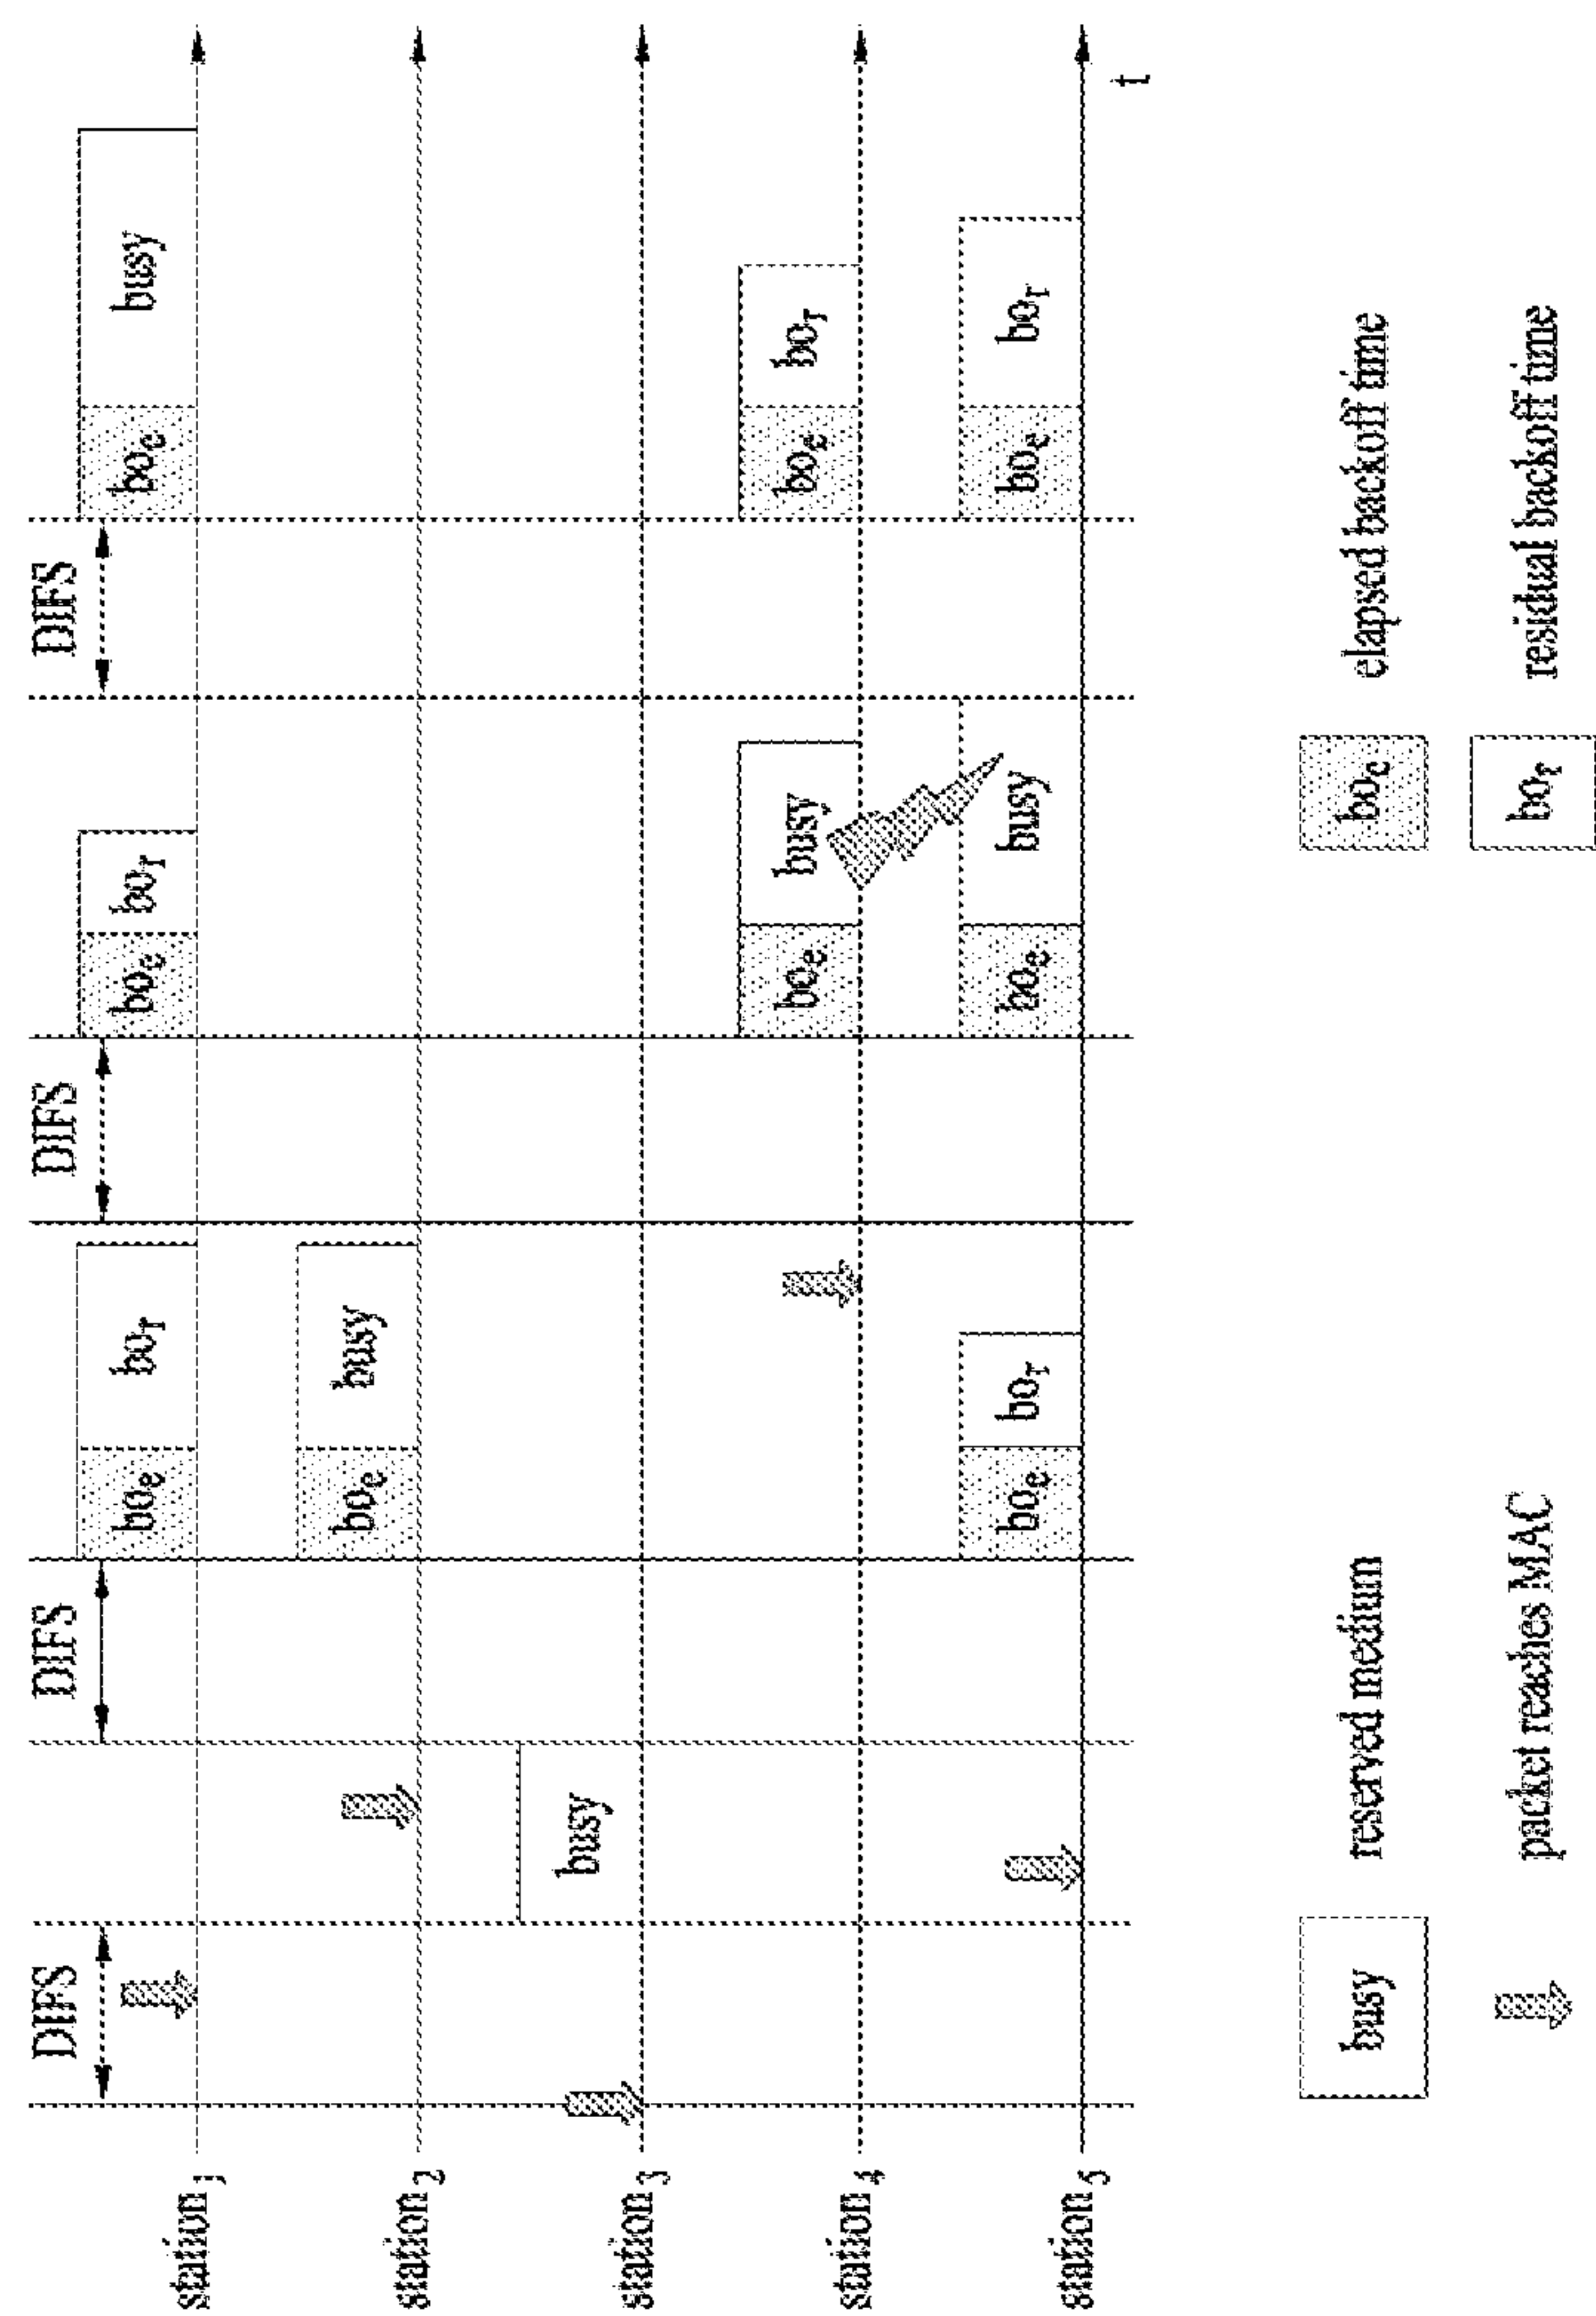 DIFS DIFS DIFS DIFS
station1 boe bor boe bor boe busy
station2 boe busy
station3 busy
station4 boe busy boe bor
station5 boe bor boe busy boe bor
t
busy reserved medium boe elapsed backoff time
packet reaches MAC bor residual backoff time